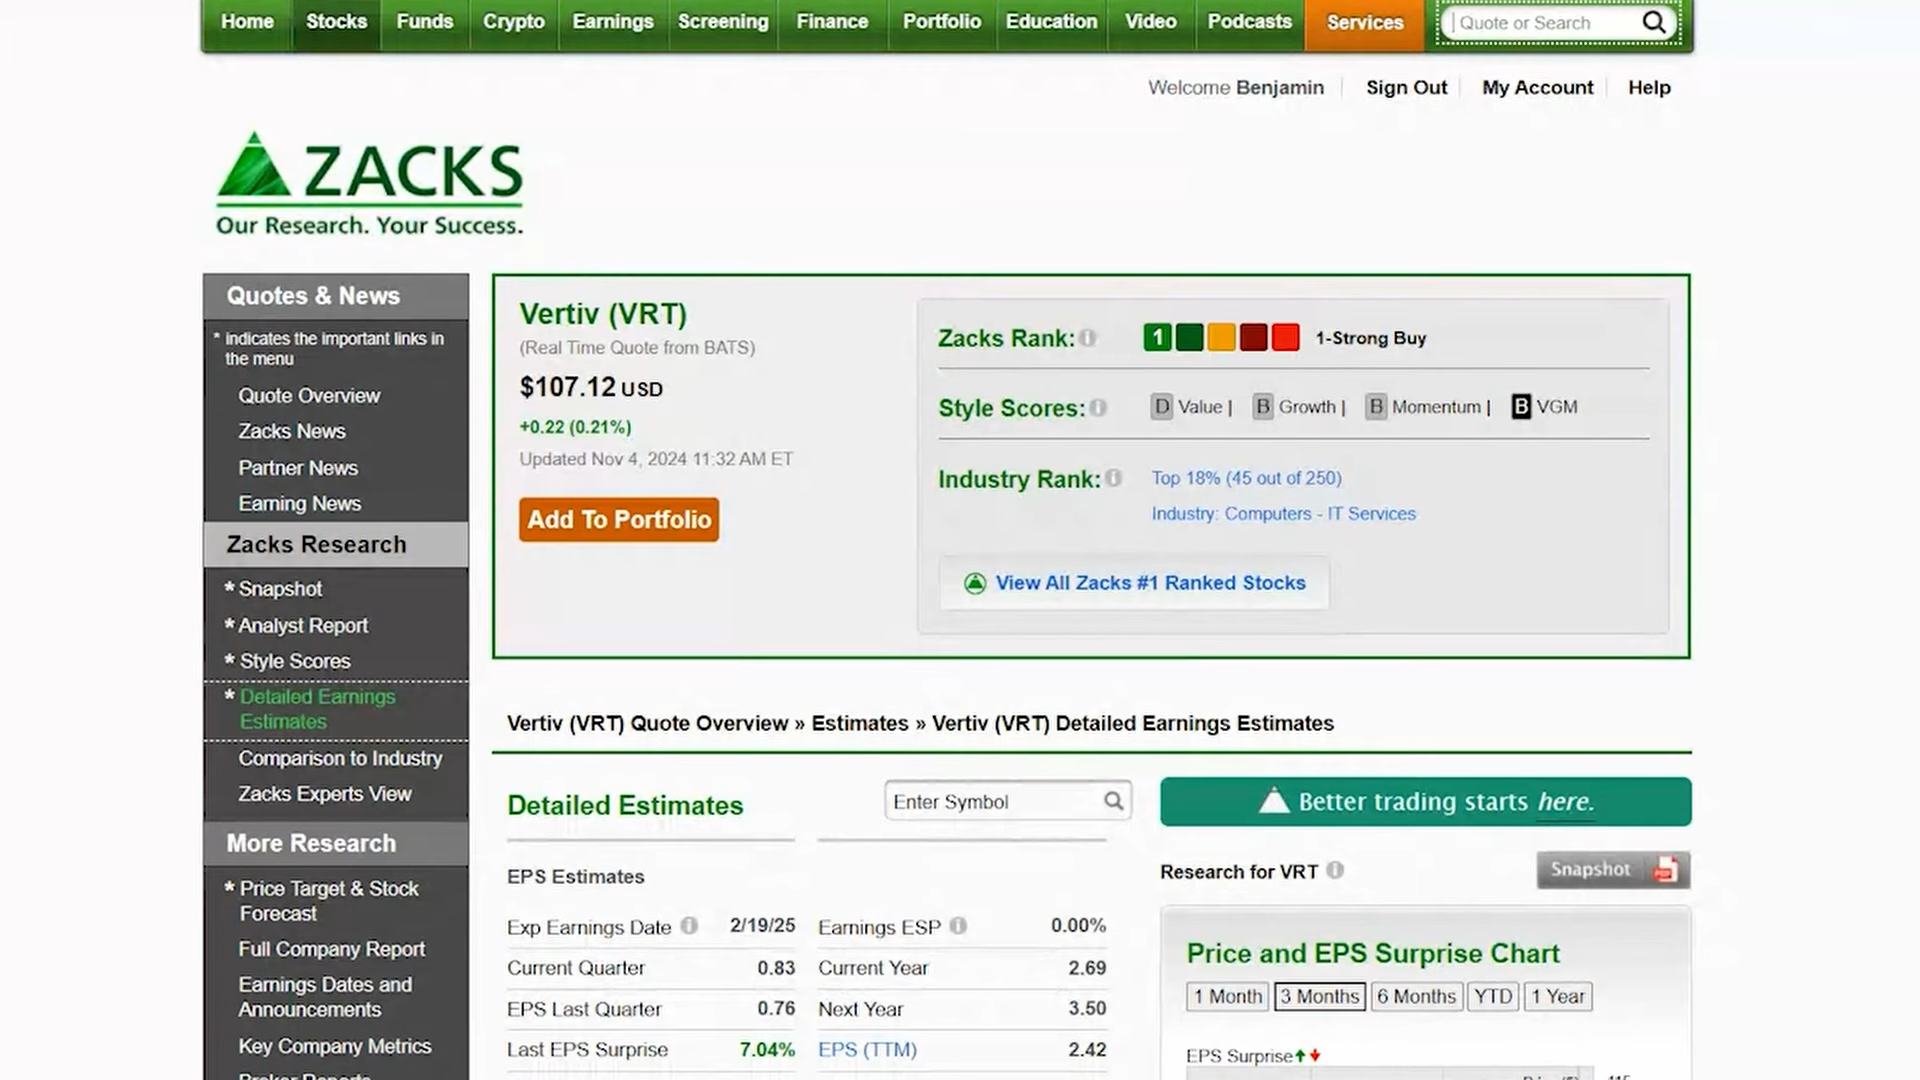 Home Stocks Funds Crypto Earnings Screening Finance Portfolio Education Video Podcasts Services Quote or Search
Welcome Benjamin Sign Out My Account Help
ZACKS
Our Research. Your Success.
Quotes & News
* indicates the important links in
the menu
Quote Overview
Zacks News
Partner News
Earning News
Zacks Research
* Snapshot
* Analyst Report
* Style Scores
* Detailed Earnings
Estimates
Comparison to Industry
Zacks Experts View
More Research
* Price Target & Stock
Forecast
Full Company Report
Earnings Dates and
Announcements
Key Company Metrics
Broker Reports
Vertiv (VRT)
(Real Time Quote from BATS)
$107.12 USD
+0.22 (0.21%)
Updated Nov 4, 2024 11:32 AM ET
Add To Portfolio
Zacks Rank: 1 1-Strong Buy
Style Scores: D Value | B Growth | B Momentum | B VGM
Industry Rank: Top 18% (45 out of 250)
Industry: Computers - IT Services
View All Zacks #1 Ranked Stocks
Vertiv (VRT) Quote Overview » Estimates » Vertiv (VRT) Detailed Earnings Estimates
Detailed Estimates
Enter Symbol
EPS Estimates
Exp Earnings Date 2/19/25 Earnings ESP 0.00%
Current Quarter 0.83 Current Year 2.69
EPS Last Quarter 0.76 Next Year 3.50
Last EPS Surprise 7.04% EPS (TTM) 2.42
Better trading starts here.
Research for VRT Snapshot
Price and EPS Surprise Chart
1 Month 3 Months 6 Months YTD 1 Year
EPS Surprise